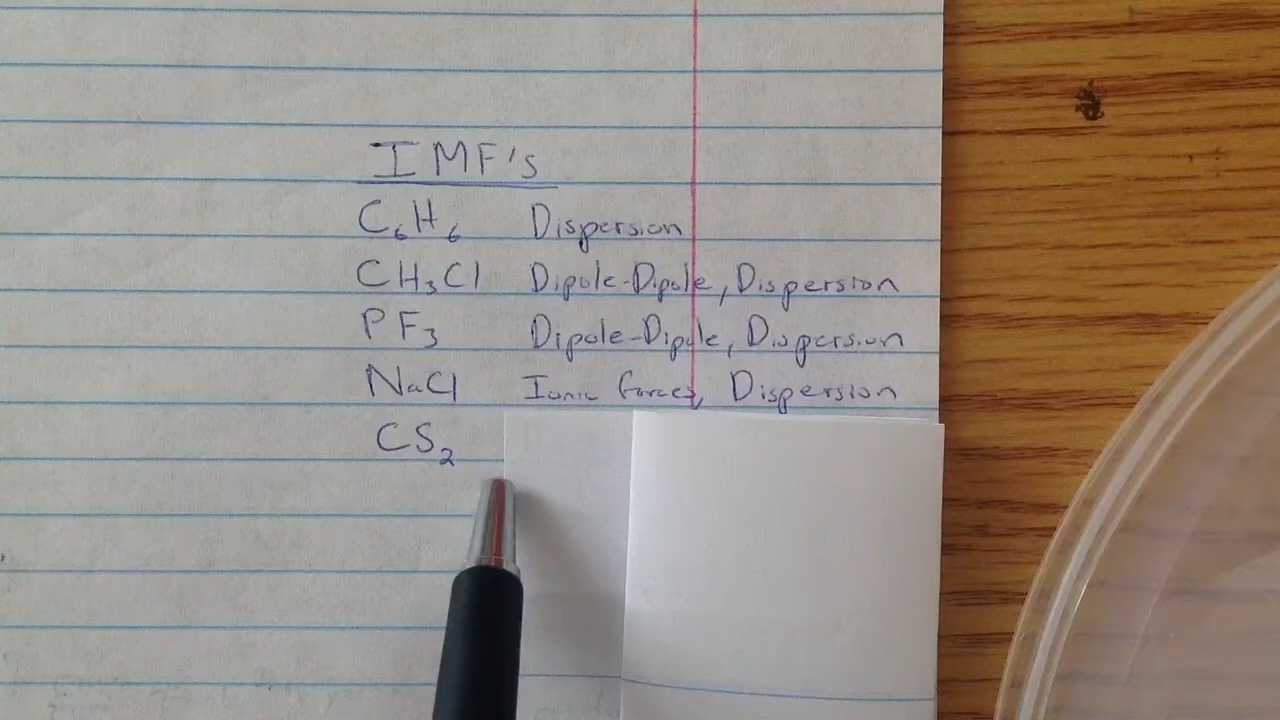 IMF's
C₆H₆ Dispersion
CH₃Cl Dipole-Dipole, Dispersion
PF₃ Dipole-Dipole, Dispersion
NaCl Ionic forces, Dispersion
CS₂